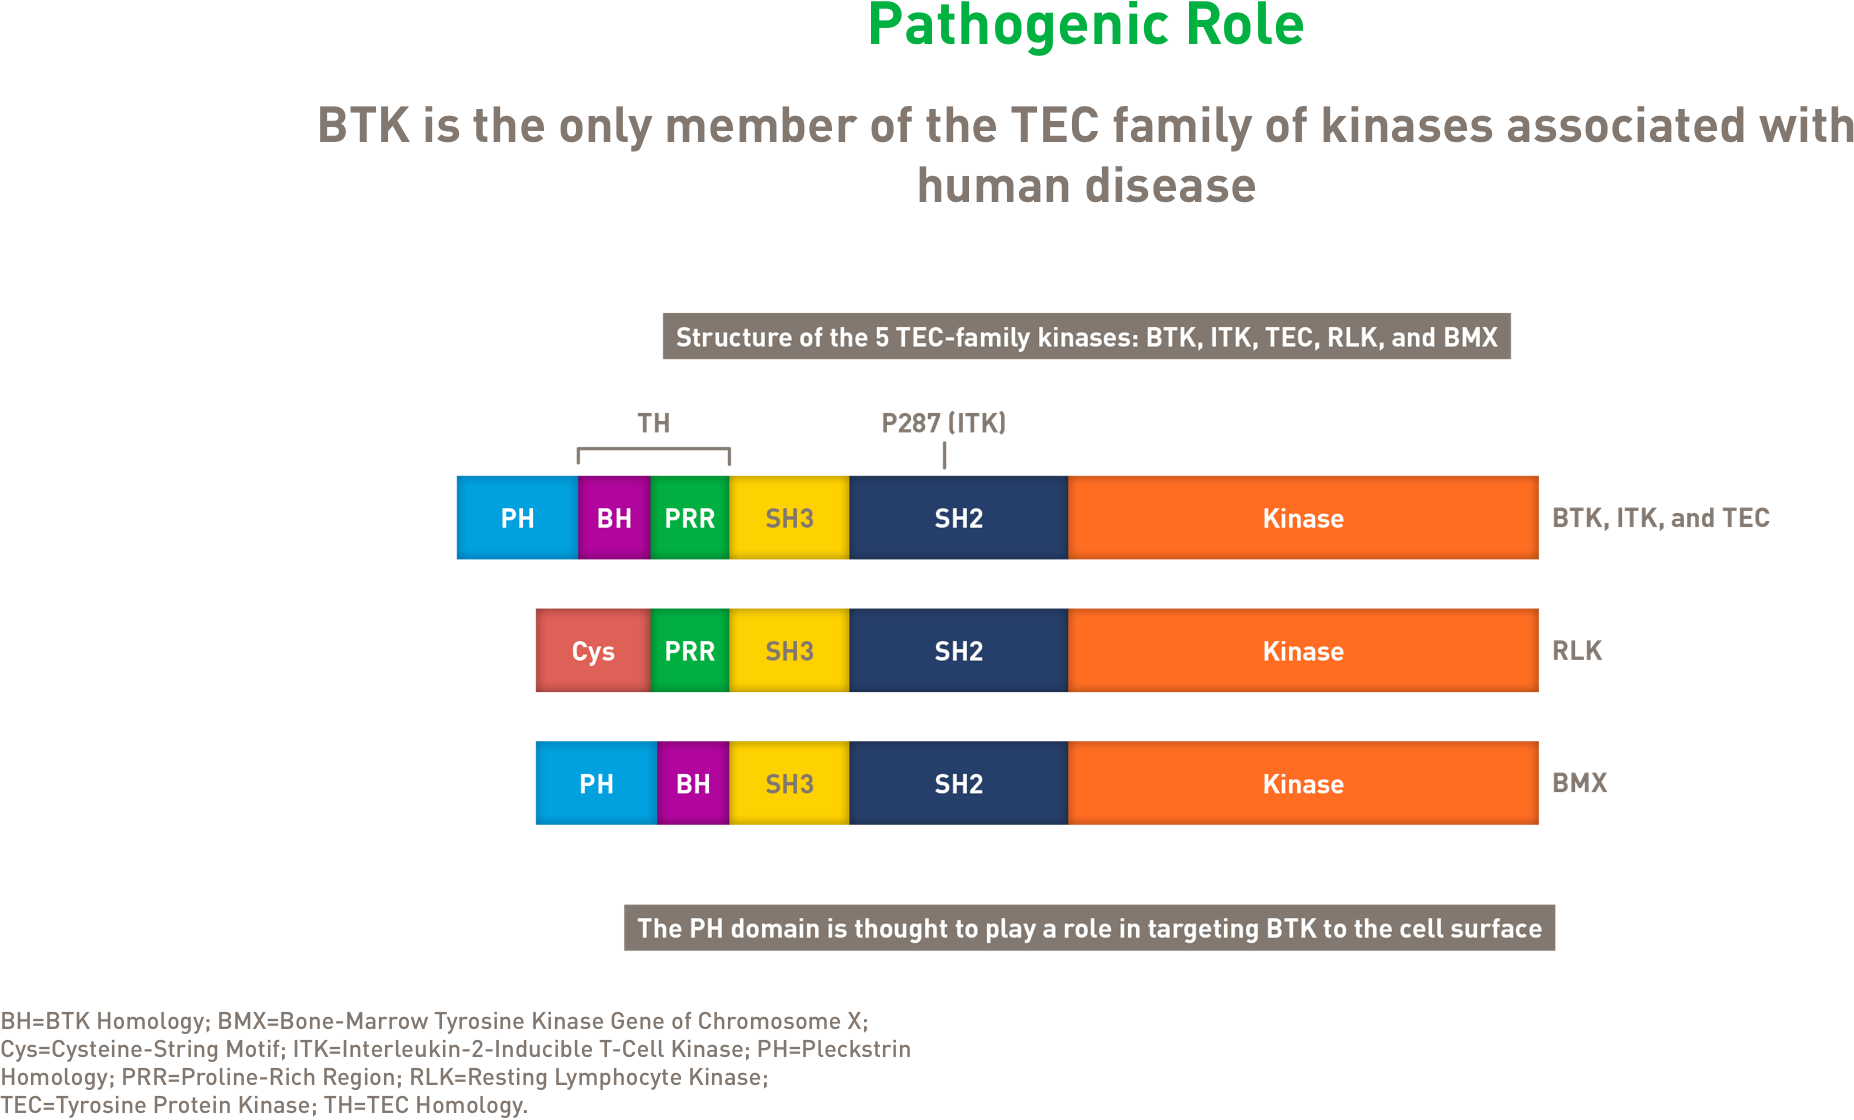 Pathogenic Role
BTK is the only member of the TEC family of kinases associated with
human disease
Structure of the 5 TEC-family kinases: BTK, ITK, TEC, RLK, and BMX
TH P287 (ITK)
PH BH PRR SH3 SH2 Kinase BTK, ITK, and TEC
Cys PRR SH3 SH2 Kinase RLK
PH BH SH3 SH2 Kinase BMX
The PH domain is thought to play a role in targeting BTK to the cell surface
BH=BTK Homology; BMX=Bone-Marrow Tyrosine Kinase Gene of Chromosome X;
Cys=Cysteine-String Motif; ITK=Interleukin-2-Inducible T-Cell Kinase; PH=Pleckstrin
Homology; PRR=Proline-Rich Region; RLK=Resting Lymphocyte Kinase;
TEC=Tyrosine Protein Kinase; TH=TEC Homology.